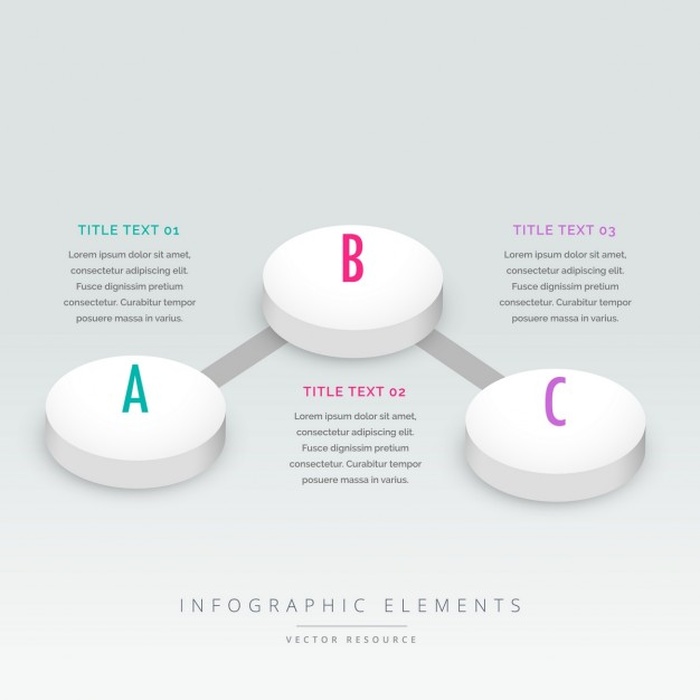 TITLE TEXT 01
Lorem ipsum dolor sit amet,
consectetur adipiscing elit.
Fusce dignissim pretium
consectetur. Curabitur tempor
posuere massa in varius.
A
B
TITLE TEXT 02
Lorem ipsum dolor sit amet,
consectetur adipiscing elit.
Fusce dignissim pretium
consectetur. Curabitur tempor
posuere massa in varius.
TITLE TEXT 03
Lorem ipsum dolor sit amet,
consectetur adipiscing elit.
Fusce dignissim pretium
consectetur. Curabitur tempor
posuere massa in varius.
C
INFOGRAPHIC ELEMENTS
VECTOR RESOURCE